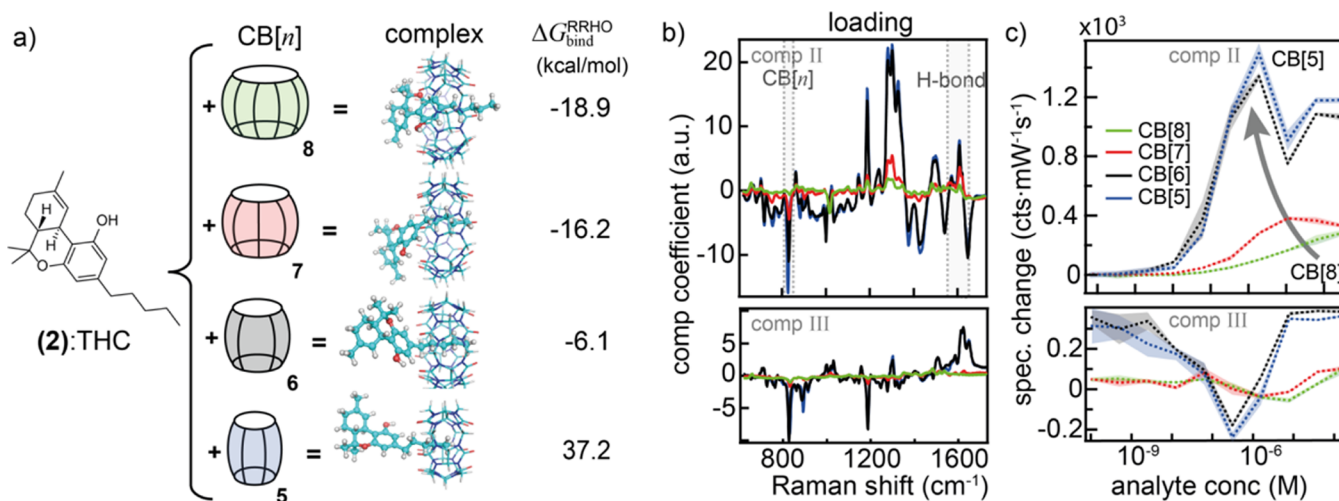 a)
CB[n]
complex
ΔG^RRHO_bind
(kcal/mol)
+
8
=
-18.9
+
7
=
-16.2
+
6
=
-6.1
+
5
=
37.2
H
H
OH
O
(2):THC
b)
loading
comp II
CB[n]
H-bond
20
10
0
-10
comp III
5
0
-5
800
1200
1600
comp coefficient (a.u.)
Raman shift (cm⁻¹)
c)
x10³
comp II
CB[5]
CB[8]
CB[7]
CB[6]
CB[5]
CB[8]
1.2
0.8
0.4
0
comp III
0.2
0
-0.2
10⁻⁹
10⁻⁶
spec. change (cts·mW⁻¹s⁻¹)
analyte conc (M)